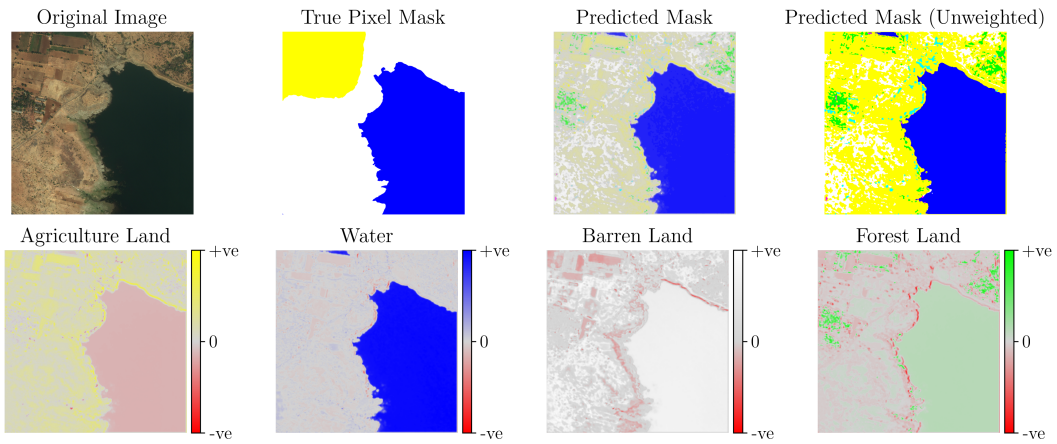 Original Image
True Pixel Mask
Predicted Mask
Predicted Mask (Unweighted)
Agriculture Land
Water
Barren Land
Forest Land
+ve
0
-ve
+ve
0
-ve
+ve
0
-ve
+ve
0
-ve